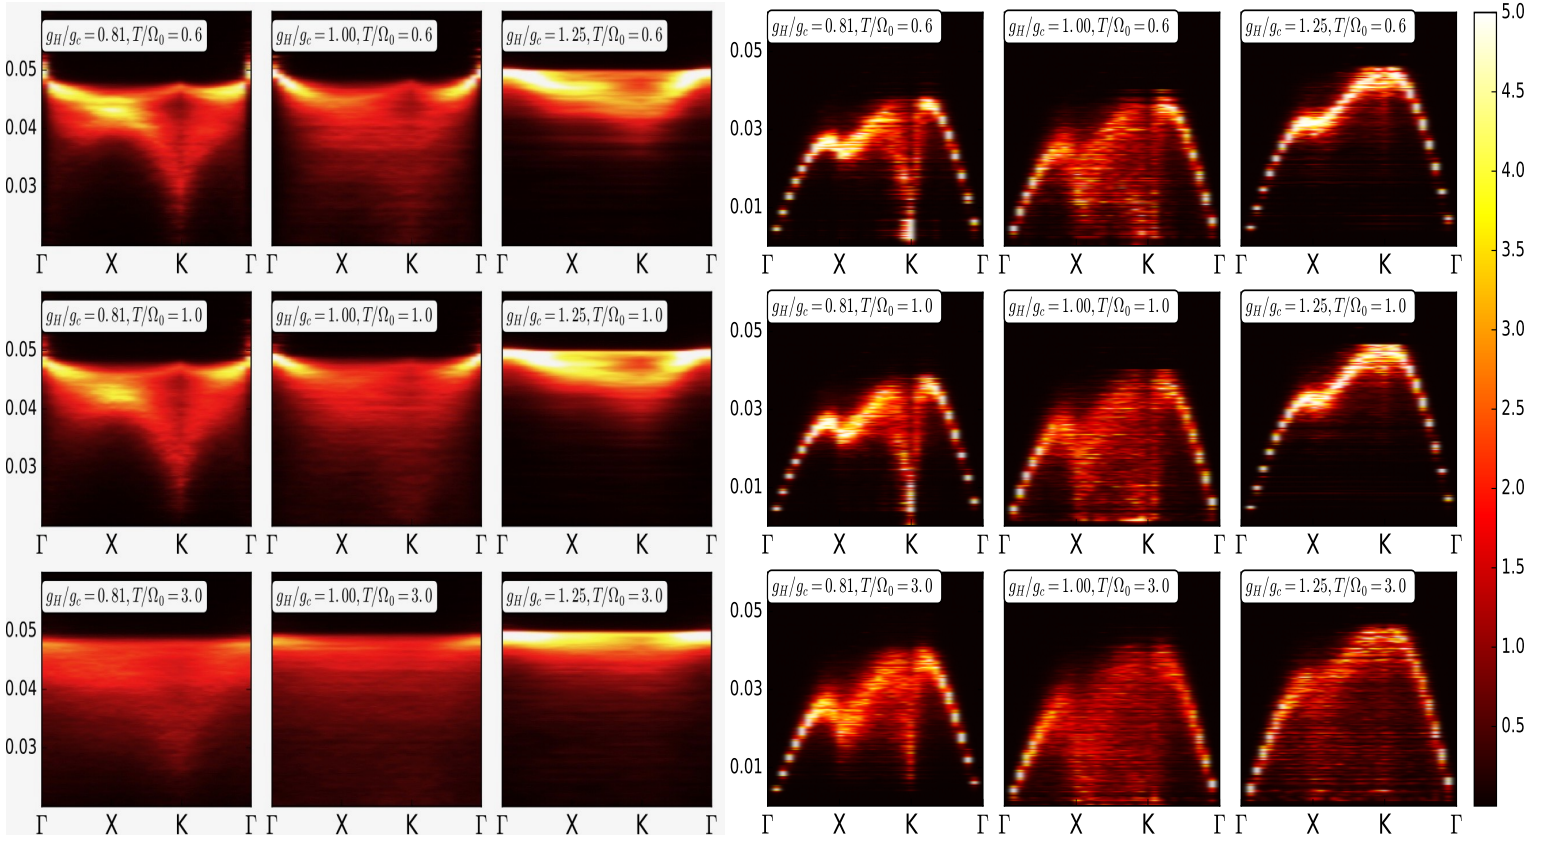 g_H/g_c=0.81, T/Ω_0=0.6 g_H/g_c=1.00, T/Ω_0=0.6 g_H/g_c=1.25, T/Ω_0=0.6
0.05
0.04
0.03
Γ X K Γ Γ X K Γ Γ X K Γ
g_H/g_c=0.81, T/Ω_0=1.0 g_H/g_c=1.00, T/Ω_0=1.0 g_H/g_c=1.25, T/Ω_0=1.0
0.05
0.04
0.03
Γ X K Γ Γ X K Γ Γ X K Γ
g_H/g_c=0.81, T/Ω_0=3.0 g_H/g_c=1.00, T/Ω_0=3.0 g_H/g_c=1.25, T/Ω_0=3.0
0.05
0.04
0.03
Γ X K Γ Γ X K Γ Γ X K Γ
g_H/g_c=0.81, T/Ω_0=0.6 g_H/g_c=1.00, T/Ω_0=0.6 g_H/g_c=1.25, T/Ω_0=0.6
0.05
0.03
0.01
Γ X K Γ Γ X K Γ Γ X K Γ
g_H/g_c=0.81, T/Ω_0=1.0 g_H/g_c=1.00, T/Ω_0=1.0 g_H/g_c=1.25, T/Ω_0=1.0
0.05
0.03
0.01
Γ X K Γ Γ X K Γ Γ X K Γ
g_H/g_c=0.81, T/Ω_0=3.0 g_H/g_c=1.00, T/Ω_0=3.0 g_H/g_c=1.25, T/Ω_0=3.0
0.05
0.03
0.01
Γ X K Γ Γ X K Γ Γ X K Γ
5.0
4.5
4.0
3.5
3.0
2.5
2.0
1.5
1.0
0.5